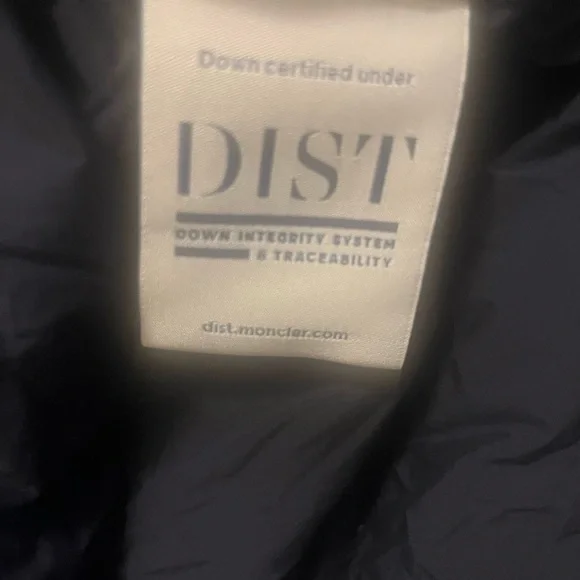 Down certified under
DIST
DOWN INTEGRITY SYSTEM
& TRACEABILITY
dist.moncler.com